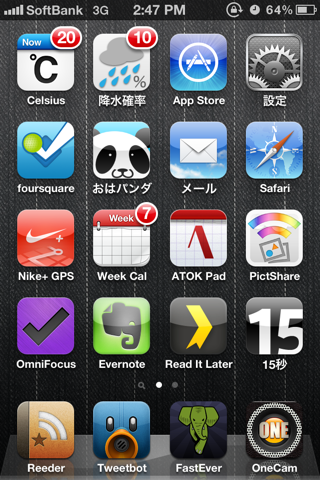 SoftBank 3G 2:47 PM 63%
Now 20 10
℃
Celsius 降水確率 App Store 設定
foursquare おはパンダ メール Safari
Week 7
Nike+ GPS Week Cal ATOK Pad PictShare
15
OmniFocus Evernote Read It Later 15秒
ONE
Reeder Tweetbot FastEver OneCam